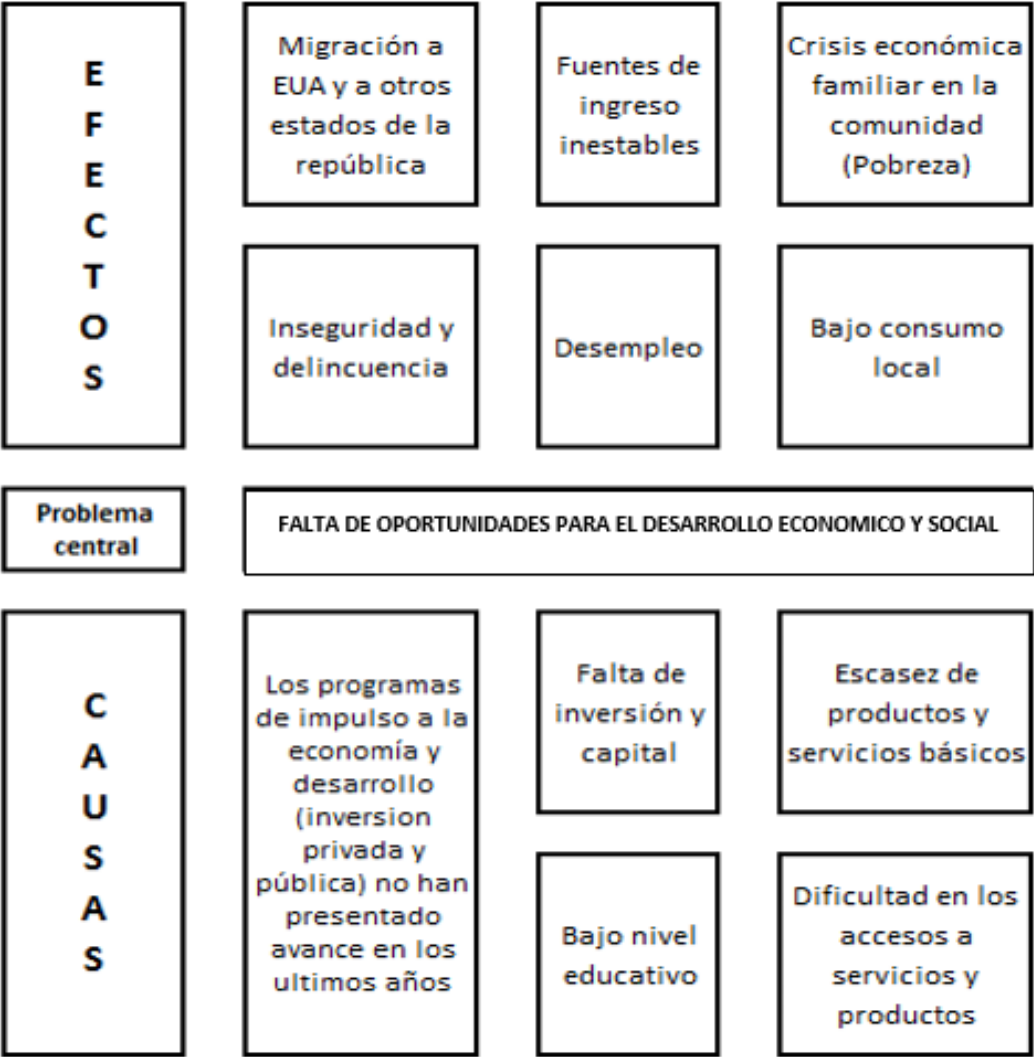 E
F
E
C
T
O
S
Migración a
EUA y a otros
estados de la
república
Fuentes de
ingreso
inestables
Crisis económica
familiar en la
comunidad
(Pobreza)
Inseguridad y
delincuencia
Desempleo
Bajo consumo
local
Problema
central
FALTA DE OPORTUNIDADES PARA EL DESARROLLO ECONOMICO Y SOCIAL
C
A
U
S
A
S
Los programas
de impulso a la
economía y
desarrollo
(inversion
privada y
pública) no han
presentado
avance en los
ultimos años
Falta de
inversión y
capital
Escasez de
productos y
servicios básicos
Bajo nivel
educativo
Dificultad en los
accesos a
servicios y
productos